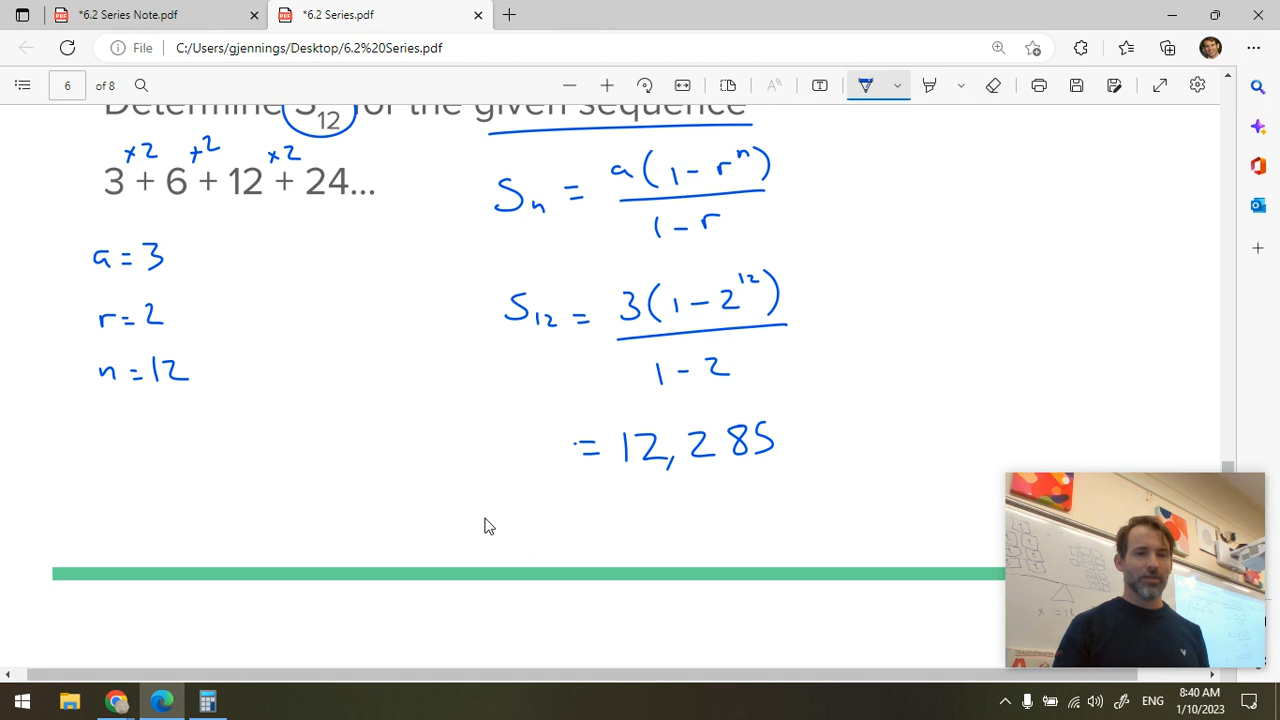 *6.2 Series Note.pdf
*6.2 Series.pdf
File C:/Users/gjennings/Desktop/6.2%20Series.pdf
6 of 8
Determine S₁₂ for the given sequence
×2 ×2 ×2
3 + 6 + 12 + 24...
a = 3
r = 2
n = 12
Sₙ = a(1 - rⁿ) / 1 - r
S₁₂ = 3(1 - 2¹²) / 1 - 2
= 12,285
ENG
8:40 AM
1/10/2023